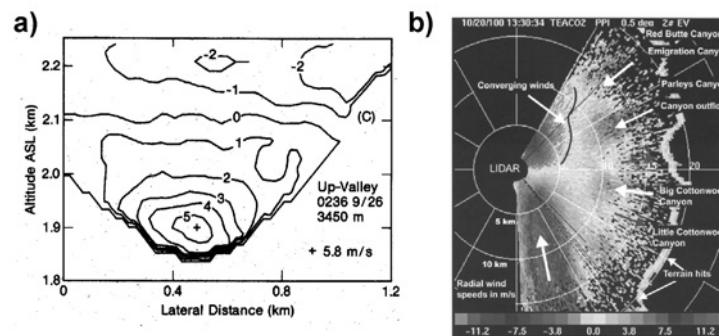 a)
2.2
2.1
2.0
1.9
1.8
Altitude ASL (km)
-2
-2
-1
0
(C)
1
1
2
3
4
5
+
Up-Valley
0236 9/26
3450 m
+ 5.8 m/s
0
0.4
0.8
1.2
Lateral Distance (km)
b)
10/20/100 13:30:34 TEACO2 PPI 0.5 deg 2# EV
Red Butte Canyon
Emigration Canyon
Converging winds
Parleys Canyon
Canyon outflow
LIDAR
10
15
20
Big Cottonwood
Canyon
5 km
Little Cottonwood
Canyon
10 km
Radial wind
speeds in m/s
Terrain hits
-11.2
-7.5
-3.8
0.0
3.8
7.5
11.2